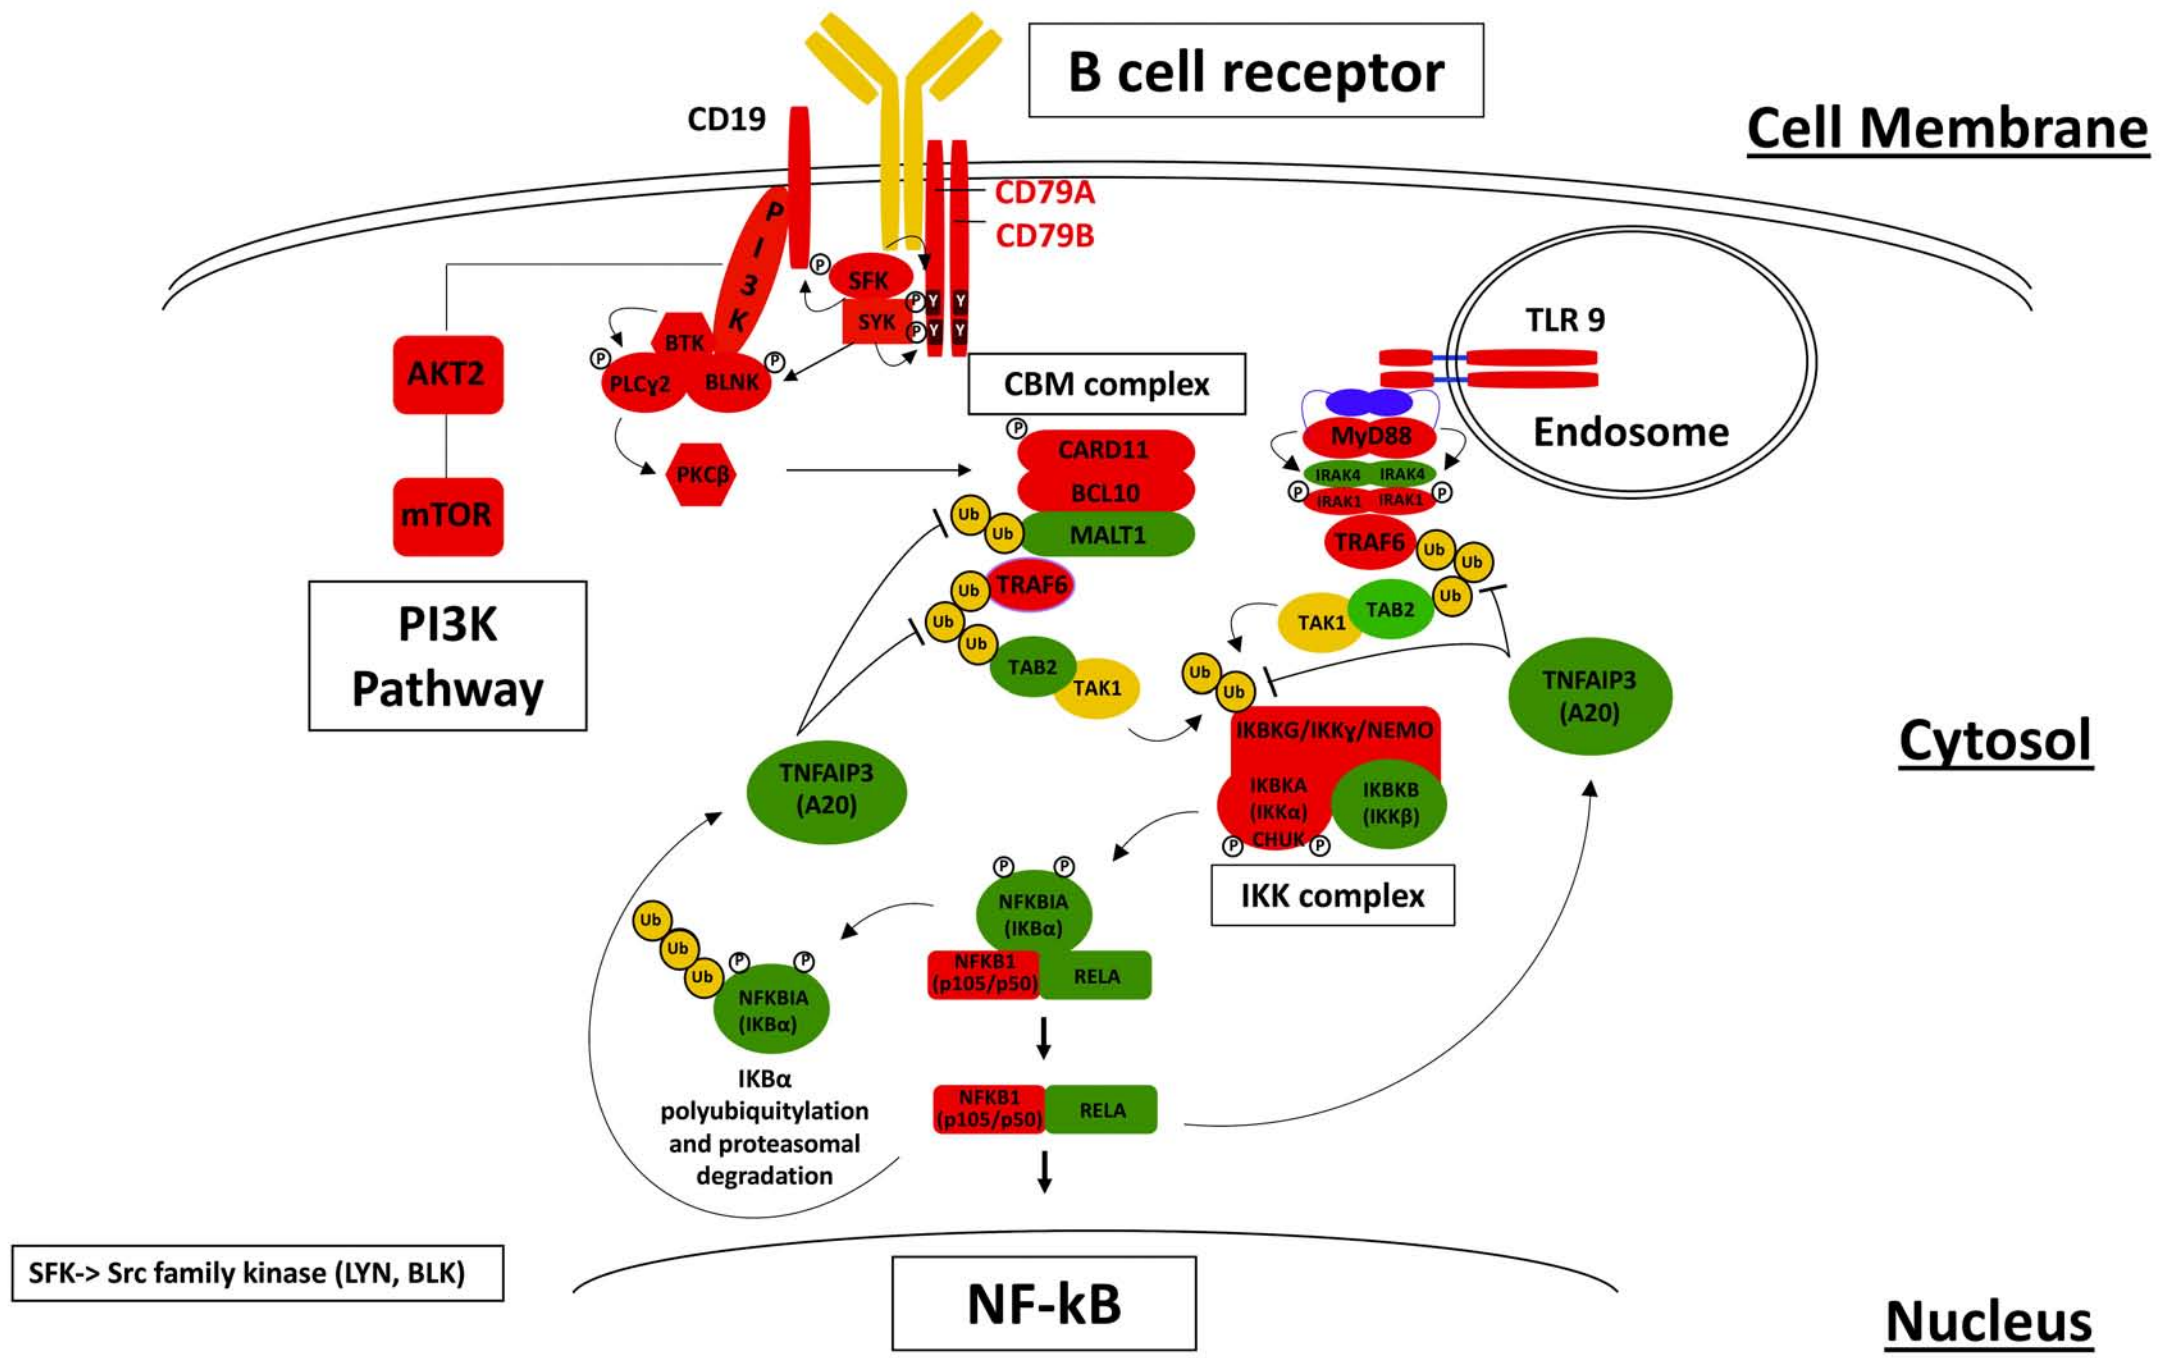 B cell receptor
Cell Membrane
CD19
CD79A
CD79B
P
I
3
K
P
SFK
SYK
P
Y
Y
P
Y
Y
BTK
P
PLCɣ2
BLNK
P
PKCβ
AKT2
mTOR
PI3K
Pathway
CBM complex
P
CARD11
BCL10
MALT1
Ub
Ub
TRAF6
Ub
Ub
Ub
TAB2
TAK1
TLR 9
Endosome
MyD88
IRAK4
IRAK4
P
IRAK1
IRAK1
P
TRAF6
Ub
Ub
Ub
TAB2
TAK1
Ub
Ub
TNFAIP3
(A20)
Cytosol
IKBKG/IKKɣ/NEMO
IKBKA
(IKKα)
CHUK
P
P
IKBKB
(IKKβ)
IKK complex
TNFAIP3
(A20)
P
P
NFKBIA
(IKBα)
NFKB1
(p105/p50)
RELA
Ub
Ub
Ub
P
P
NFKBIA
(IKBα)
IKBα
polyubiquitylation
and proteasomal
degradation
NFKB1
(p105/p50)
RELA
SFK-> Src family kinase (LYN, BLK)
NF-kB
Nucleus